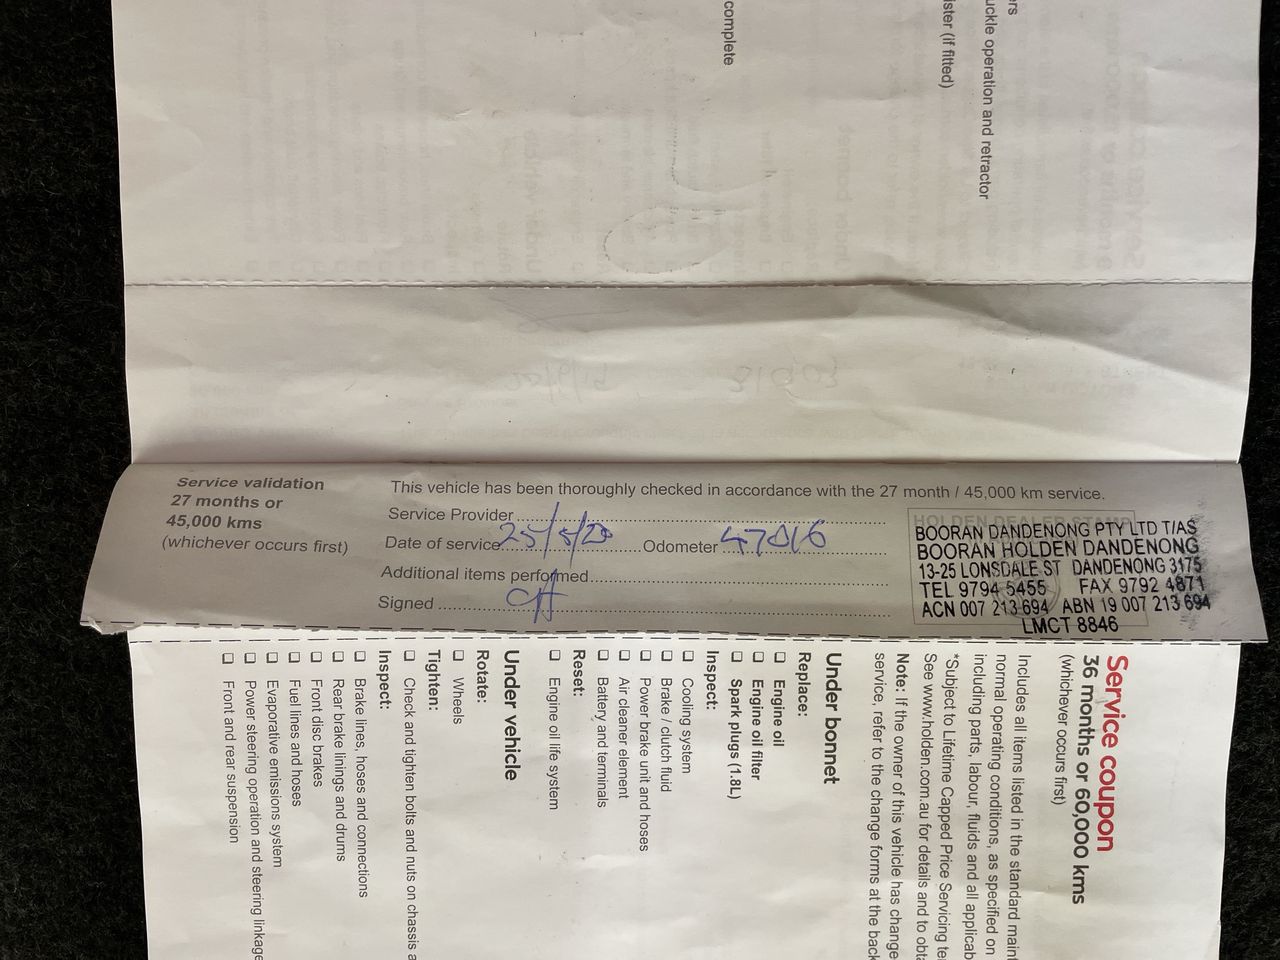 complete
ster (if fitted)
uckle operation and retractor
ers
Service validation
27 months or
45,000 kms
(whichever occurs first)
This vehicle has been thoroughly checked in accordance with the 27 month / 45,000 km service.
Service Provider
Date of service 25/5/20 Odometer 47016
Additional items performed
Signed
HOLDEN DEALER STAMP
BOORAN DANDENONG PTY LTD T/AS
BOORAN HOLDEN DANDENONG
13-25 LONSDALE ST DANDENONG 3175
TEL 9794 5455 FAX 9792 4871
ACN 007 213 694 ABN 19 007 213 694
LMCT 8846
Service coupon
36 months or 60,000 kms
(whichever occurs first)
Includes all items listed in the standard maint
normal operating conditions, as specified on
including parts, labour, fluids and all applicab
*Subject to Lifetime Capped Price Servicing te
See www.holden.com.au for details and to obta
Note: If the owner of this vehicle has change
service, refer to the change forms at the back
Under bonnet
Replace:
Engine oil
Engine oil filter
Spark plugs (1.8L)
Inspect:
Cooling system
Brake / clutch fluid
Power brake unit and hoses
Air cleaner element
Battery and terminals
Reset:
Engine oil life system
Under vehicle
Rotate:
Wheels
Tighten:
Check and tighten bolts and nuts on chassis a
Inspect:
Brake lines, hoses and connections
Rear brake linings and drums
Front disc brakes
Fuel lines and hoses
Evaporative emissions system
Power steering operation and steering linkage
Front and rear suspension